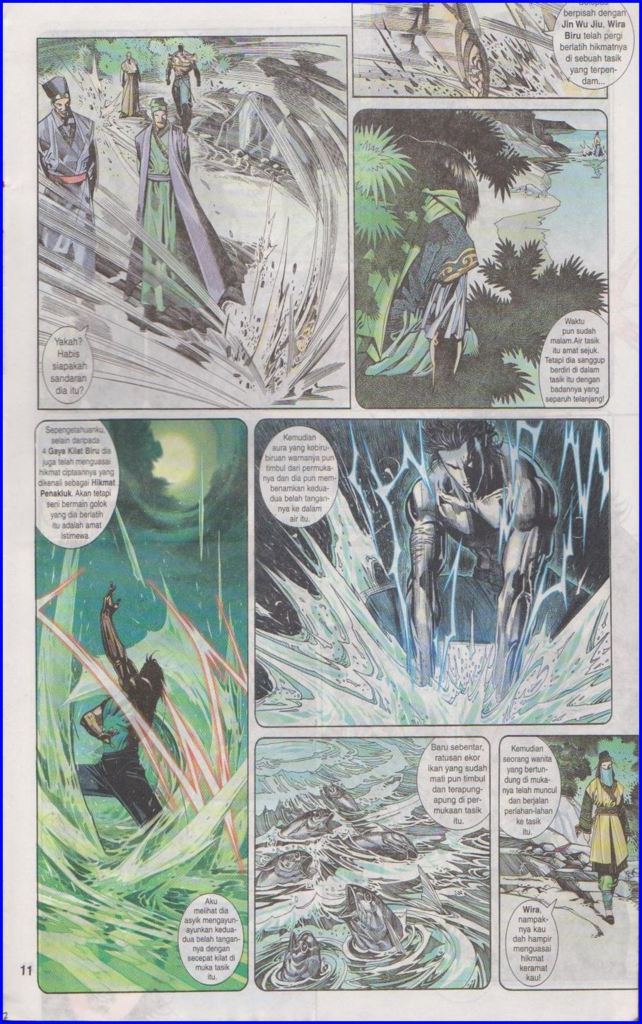 Yakah?
Habis
siapakah
sandaran
dia itu?
berpisah dengan
Jin Wu Jiu, Wira
Biru telah pergi
berlatih hikmatnya
di sebuah tasik
yang terpen-
dam...
Waktu
pun sudah
malam.Air tasik
itu amat sejuk.
Tetapi dia sanggup
berdiri di dalam
tasik itu dengan
badannya yang
separuh telanjang!
Sepengetahuanku,
selain daripada
4 Gaya Kilat Biru dia
juga telah menguasai
hikmat ciptaannya yang
dikenali sebagai Hikmat
Penakluk. Akan tetapi
seni bermain golok
yang dia berlatih
itu adalah amat
istimewa.
Aku
melihat dia
asyik mengayun-
ayunkan kedua-
dua belah tangan-
nya dengan
secepat kilat di
muka tasik
itu.
Kemudian
aura yang kebiru-
biruan warnanya pun
timbul dari permuka-
nya dan dia pun mem-
benamkan kedua-
dua belah tangan-
nya ke dalam
air itu.
Baru sebentar,
ratusan ekor
ikan yang sudah
mati pun timbul
dan terapung-
apung di per-
mukaan tasik
itu.
Kemudian
seorang wanita
yang bertun-
dung di muka-
nya telah muncul
dan berjalan
perlahan-lahan
ke tasik
itu.
Wira,
nampak-
nya kau
dah hampir
menguasai
hikmat
keramat
kau!
11
2